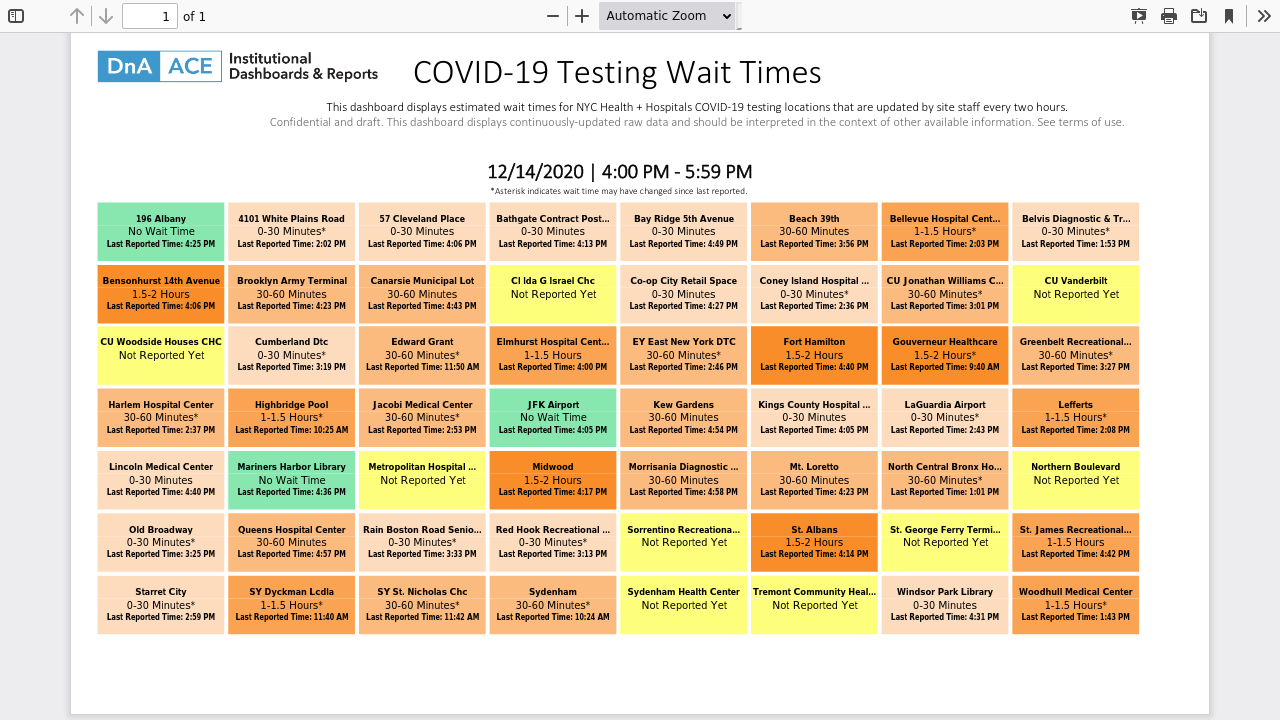 1 of 1 Automatic Zoom
DnA ACE Institutional
Dashboards & Reports
COVID-19 Testing Wait Times
This dashboard displays estimated wait times for NYC Health + Hospitals COVID-19 testing locations that are updated by site staff every two hours.
Confidential and draft. This dashboard displays continuously-updated raw data and should be interpreted in the context of other available information. See terms of use.
12/14/2020 | 4:00 PM - 5:59 PM
*Asterisk indicates wait time may have changed since last reported.
196 Albany
No Wait Time
Last Reported Time: 4:25 PM
4101 White Plains Road
0-30 Minutes*
Last Reported Time: 2:02 PM
57 Cleveland Place
0-30 Minutes
Last Reported Time: 4:06 PM
Bathgate Contract Post...
0-30 Minutes
Last Reported Time: 4:13 PM
Bay Ridge 5th Avenue
0-30 Minutes
Last Reported Time: 4:49 PM
Beach 39th
30-60 Minutes
Last Reported Time: 3:56 PM
Bellevue Hospital Cent...
1-1.5 Hours*
Last Reported Time: 2:03 PM
Belvis Diagnostic & Tr...
0-30 Minutes*
Last Reported Time: 1:53 PM
Bensonhurst 14th Avenue
1.5-2 Hours
Last Reported Time: 4:06 PM
Brooklyn Army Terminal
30-60 Minutes
Last Reported Time: 4:23 PM
Canarsie Municipal Lot
30-60 Minutes
Last Reported Time: 4:43 PM
CI Ida G Israel Chc
Not Reported Yet
Co-op City Retail Space
0-30 Minutes
Last Reported Time: 4:27 PM
Coney Island Hospital ...
0-30 Minutes*
Last Reported Time: 2:36 PM
CU Jonathan Williams C...
30-60 Minutes*
Last Reported Time: 3:01 PM
CU Vanderbilt
Not Reported Yet
CU Woodside Houses CHC
Not Reported Yet
Cumberland Dtc
0-30 Minutes*
Last Reported Time: 3:19 PM
Edward Grant
30-60 Minutes*
Last Reported Time: 11:50 AM
Elmhurst Hospital Cent...
1-1.5 Hours
Last Reported Time: 4:00 PM
EY East New York DTC
30-60 Minutes*
Last Reported Time: 2:46 PM
Fort Hamilton
1.5-2 Hours
Last Reported Time: 4:40 PM
Gouverneur Healthcare
1.5-2 Hours*
Last Reported Time: 9:40 AM
Greenbelt Recreational...
30-60 Minutes*
Last Reported Time: 3:27 PM
Harlem Hospital Center
30-60 Minutes*
Last Reported Time: 2:37 PM
Highbridge Pool
1-1.5 Hours*
Last Reported Time: 10:25 AM
Jacobi Medical Center
30-60 Minutes*
Last Reported Time: 2:53 PM
JFK Airport
No Wait Time
Last Reported Time: 4:05 PM
Kew Gardens
30-60 Minutes
Last Reported Time: 4:54 PM
Kings County Hospital ...
0-30 Minutes
Last Reported Time: 4:05 PM
LaGuardia Airport
0-30 Minutes*
Last Reported Time: 2:43 PM
Lefferts
1-1.5 Hours*
Last Reported Time: 2:08 PM
Lincoln Medical Center
0-30 Minutes
Last Reported Time: 4:40 PM
Mariners Harbor Library
No Wait Time
Last Reported Time: 4:36 PM
Metropolitan Hospital ...
Not Reported Yet
Midwood
1.5-2 Hours
Last Reported Time: 4:17 PM
Morrisania Diagnostic ...
30-60 Minutes
Last Reported Time: 4:58 PM
Mt. Loretto
30-60 Minutes
Last Reported Time: 4:23 PM
North Central Bronx Ho...
30-60 Minutes*
Last Reported Time: 1:01 PM
Northern Boulevard
Not Reported Yet
Old Broadway
0-30 Minutes*
Last Reported Time: 3:25 PM
Queens Hospital Center
30-60 Minutes
Last Reported Time: 4:57 PM
Rain Boston Road Senio...
0-30 Minutes*
Last Reported Time: 3:33 PM
Red Hook Recreational ...
0-30 Minutes*
Last Reported Time: 3:13 PM
Sorrentino Recreationa...
Not Reported Yet
St. Albans
1.5-2 Hours
Last Reported Time: 4:14 PM
St. George Ferry Termi...
Not Reported Yet
St. James Recreational...
1-1.5 Hours
Last Reported Time: 4:42 PM
Starret City
0-30 Minutes*
Last Reported Time: 2:59 PM
SY Dyckman Lcdla
1-1.5 Hours*
Last Reported Time: 11:40 AM
SY St. Nicholas Chc
30-60 Minutes*
Last Reported Time: 11:42 AM
Sydenham
30-60 Minutes*
Last Reported Time: 10:24 AM
Sydenham Health Center
Not Reported Yet
Tremont Community Heal...
Not Reported Yet
Windsor Park Library
0-30 Minutes
Last Reported Time: 4:31 PM
Woodhull Medical Center
1-1.5 Hours*
Last Reported Time: 1:43 PM